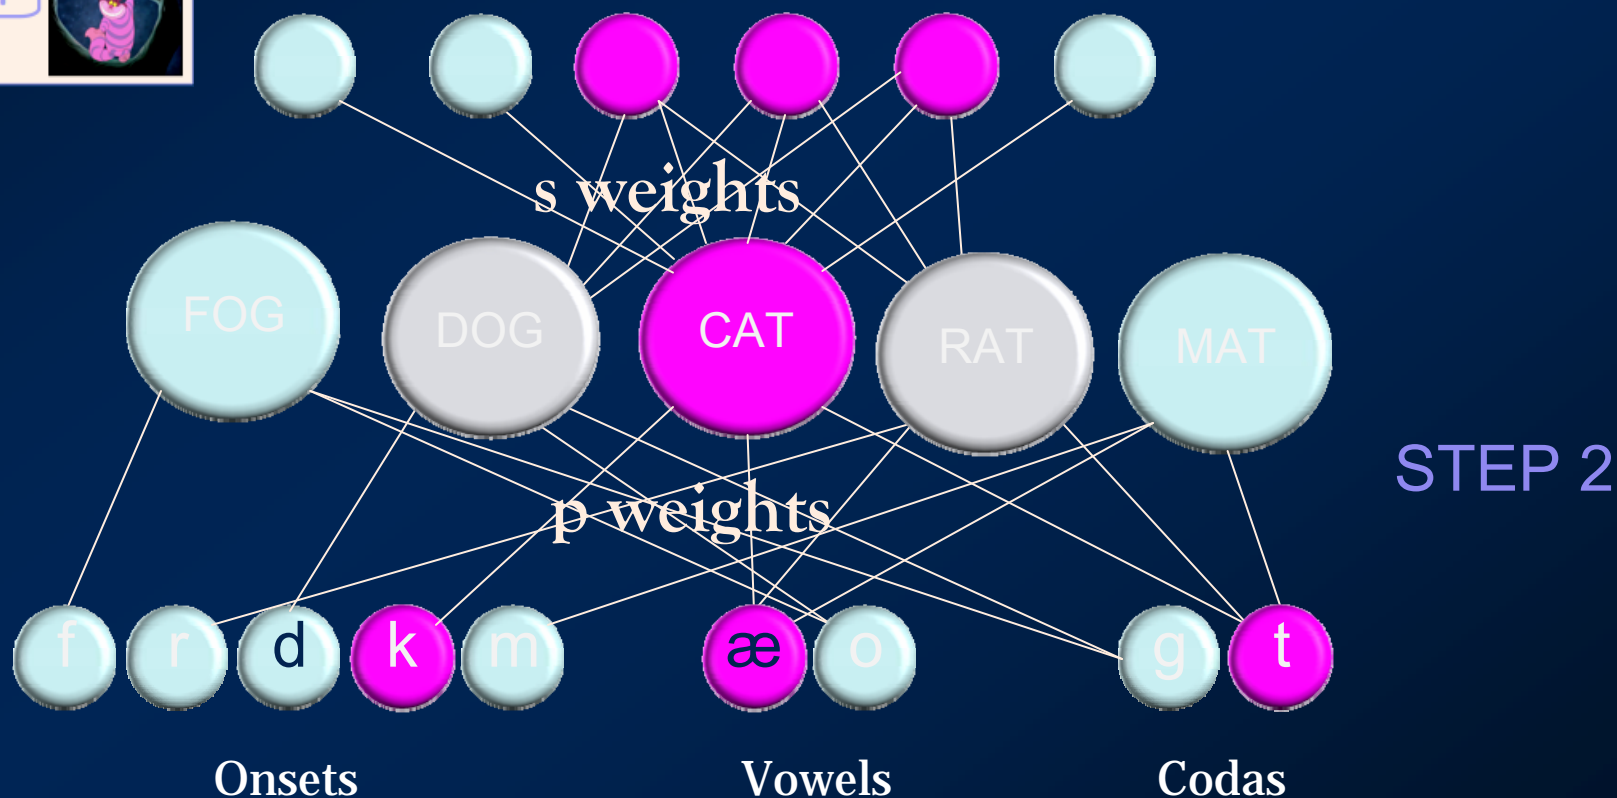 s weights
FOG DOG CAT RAT MAT
STEP 2
p weights
f r d k m æ o g t
Onsets Vowels Codas